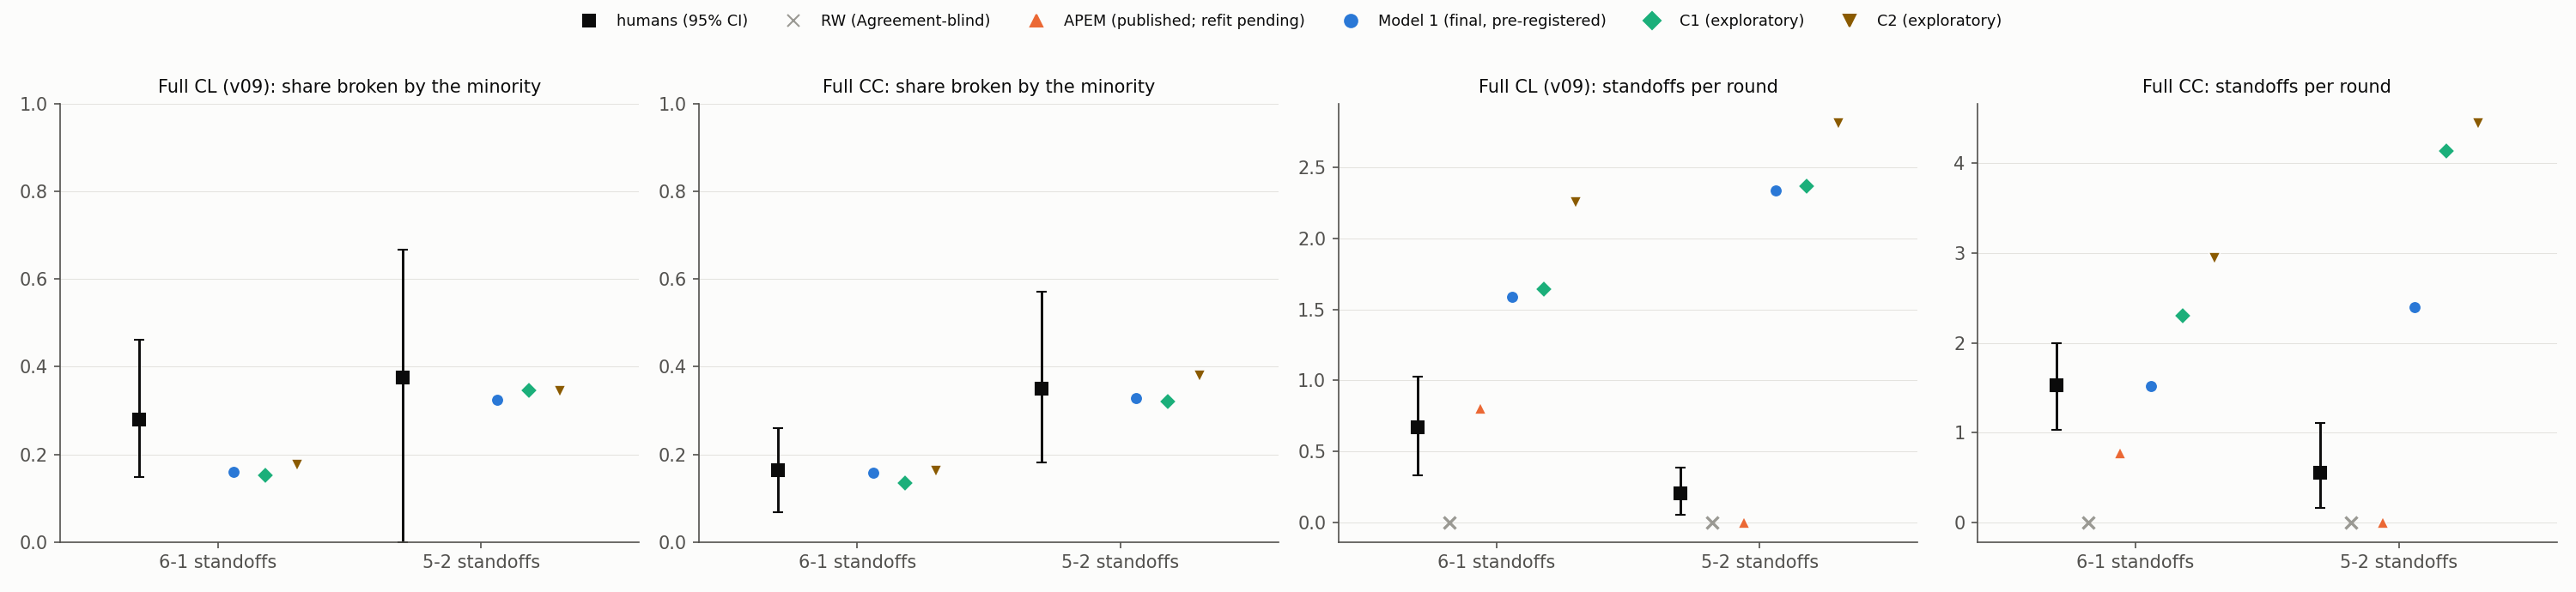 humans (95% CI) RW (Agreement-blind) APEM (published; refit pending) Model 1 (final, pre-registered) C1 (exploratory) C2 (exploratory)
Full CL (v09): share broken by the minority
1.0
0.8
0.6
0.4
0.2
0.0
6-1 standoffs 5-2 standoffs
Full CC: share broken by the minority
1.0
0.8
0.6
0.4
0.2
0.0
6-1 standoffs 5-2 standoffs
Full CL (v09): standoffs per round
2.5
2.0
1.5
1.0
0.5
0.0
6-1 standoffs 5-2 standoffs
Full CC: standoffs per round
4
3
2
1
0
6-1 standoffs 5-2 standoffs